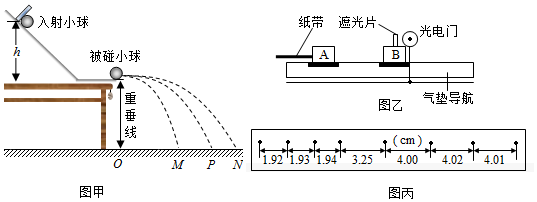 入射小球
h
被碰小球
重垂线
O M P N
图甲
纸带 遮光片 光电门
A B
图乙 气垫导航
(cm)
1.92 1.93 1.94 3.25 4.00 4.02 4.01
图丙